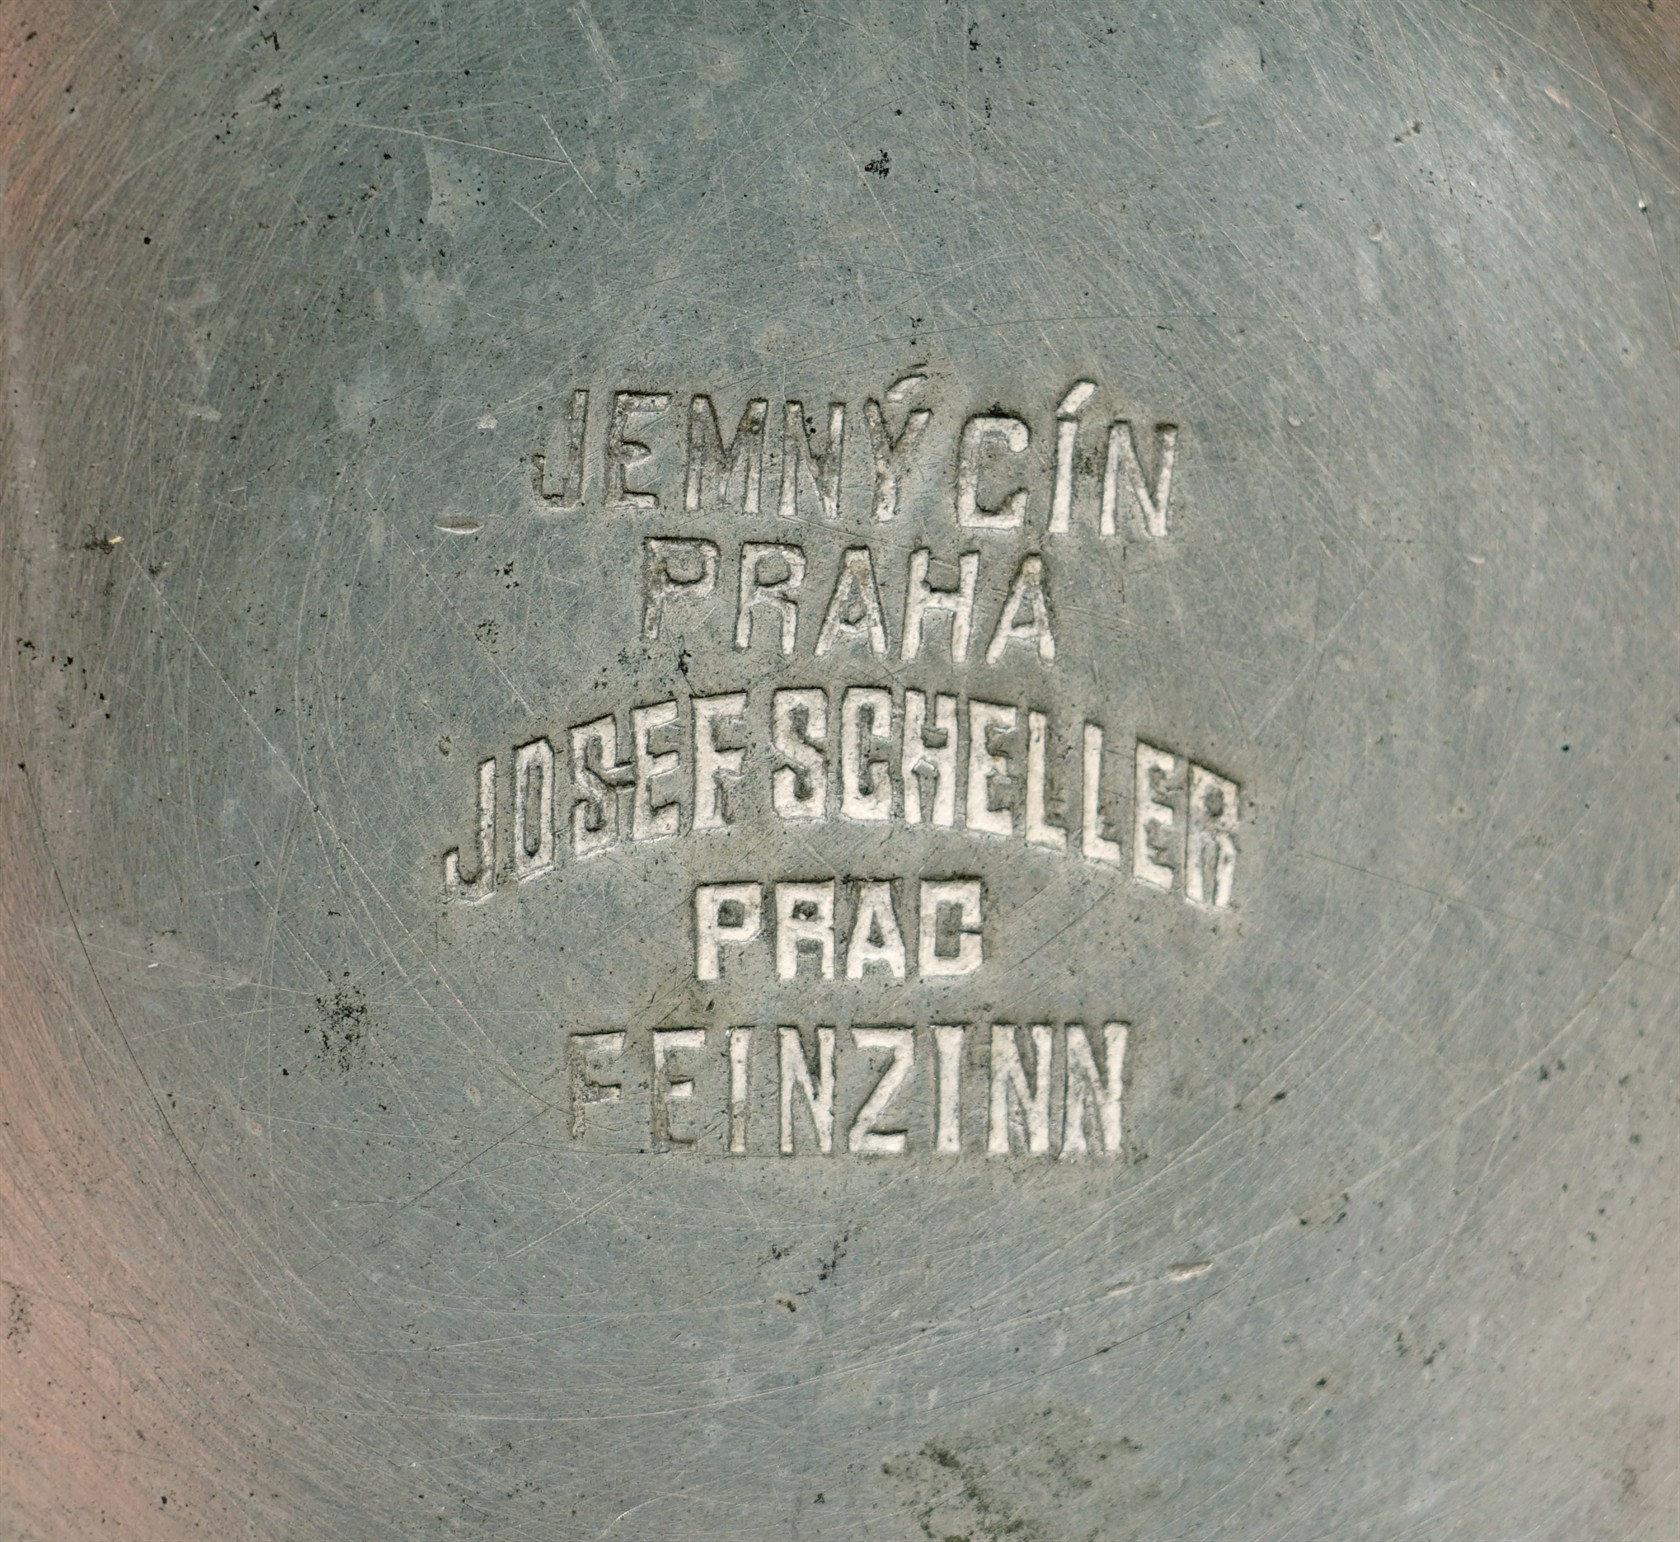 JEMNÝ CÍN
PRAHA
JOSEF SCHELLER
PRAG
FEINZINN